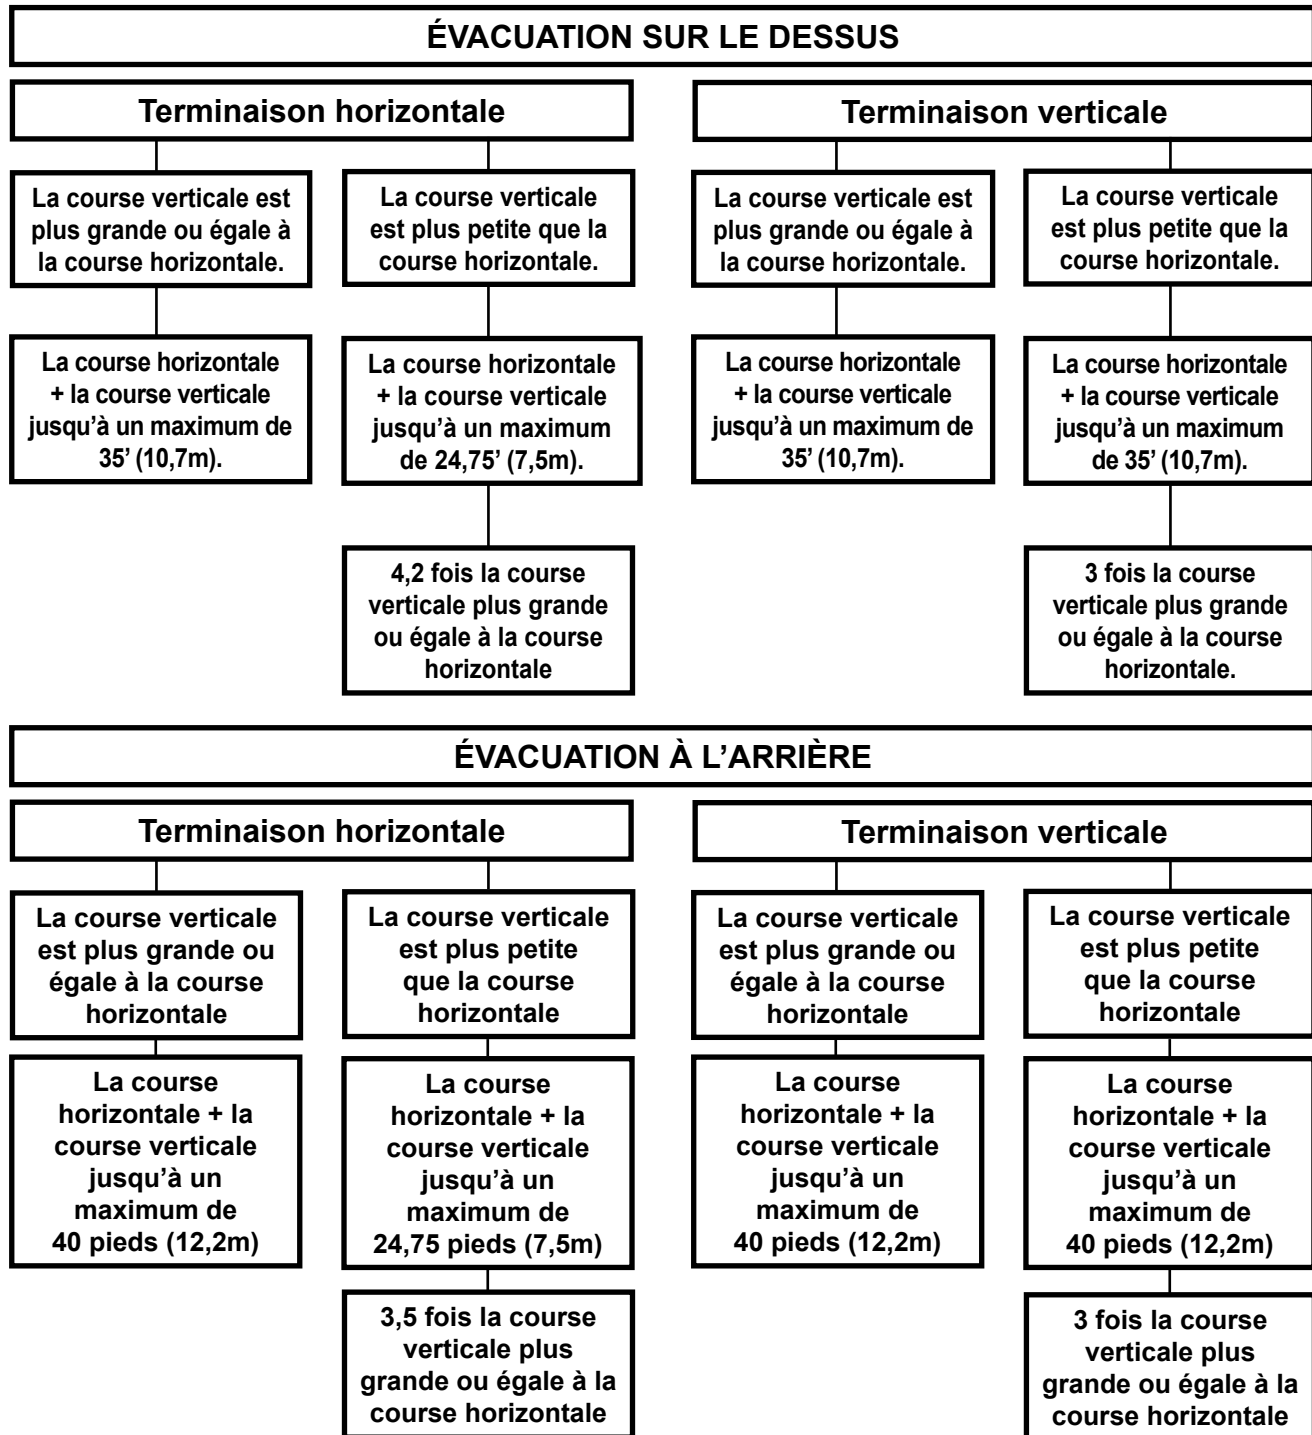 ÉVACUATION SUR LE DESSUS
Terminaison horizontale
La course verticale est
plus grande ou égale à
la course horizontale.
La course horizontale
+ la course verticale
jusqu’à un maximum de
35’ (10,7m).
La course verticale
est plus petite que la
course horizontale.
La course horizontale
+ la course verticale
jusqu’à un maximum
de 24,75’ (7,5m).
4,2 fois la course
verticale plus grande
ou égale à la course
horizontale
Terminaison verticale
La course verticale est
plus grande ou égale à
la course horizontale.
La course horizontale
+ la course verticale
jusqu’à un maximum de
35’ (10,7m).
La course verticale
est plus petite que la
course horizontale.
La course horizontale
+ la course verticale
jusqu’à un maximum
de 35’ (10,7m).
3 fois la course
verticale plus grande
ou égale à la course
horizontale.
ÉVACUATION À L’ARRIÈRE
Terminaison horizontale
La course verticale
est plus grande ou
égale à la course
horizontale
La course
horizontale + la
course verticale
jusqu’à un
maximum de
40 pieds (12,2m)
La course verticale
est plus petite
que la course
horizontale
La course
horizontale + la
course verticale
jusqu’à un
maximum de
24,75 pieds (7,5m)
3,5 fois la course
verticale plus
grande ou égale à la
course horizontale
Terminaison verticale
La course verticale
est plus grande ou
égale à la course
horizontale
La course
horizontale + la
course verticale
jusqu’à un
maximum de
40 pieds (12,2m)
La course verticale
est plus petite
que la course
horizontale
La course
horizontale + la
course verticale
jusqu’à un
maximum de
40 pieds (12,2m)
3 fois la course
verticale plus
grande ou égale à la
course horizontale